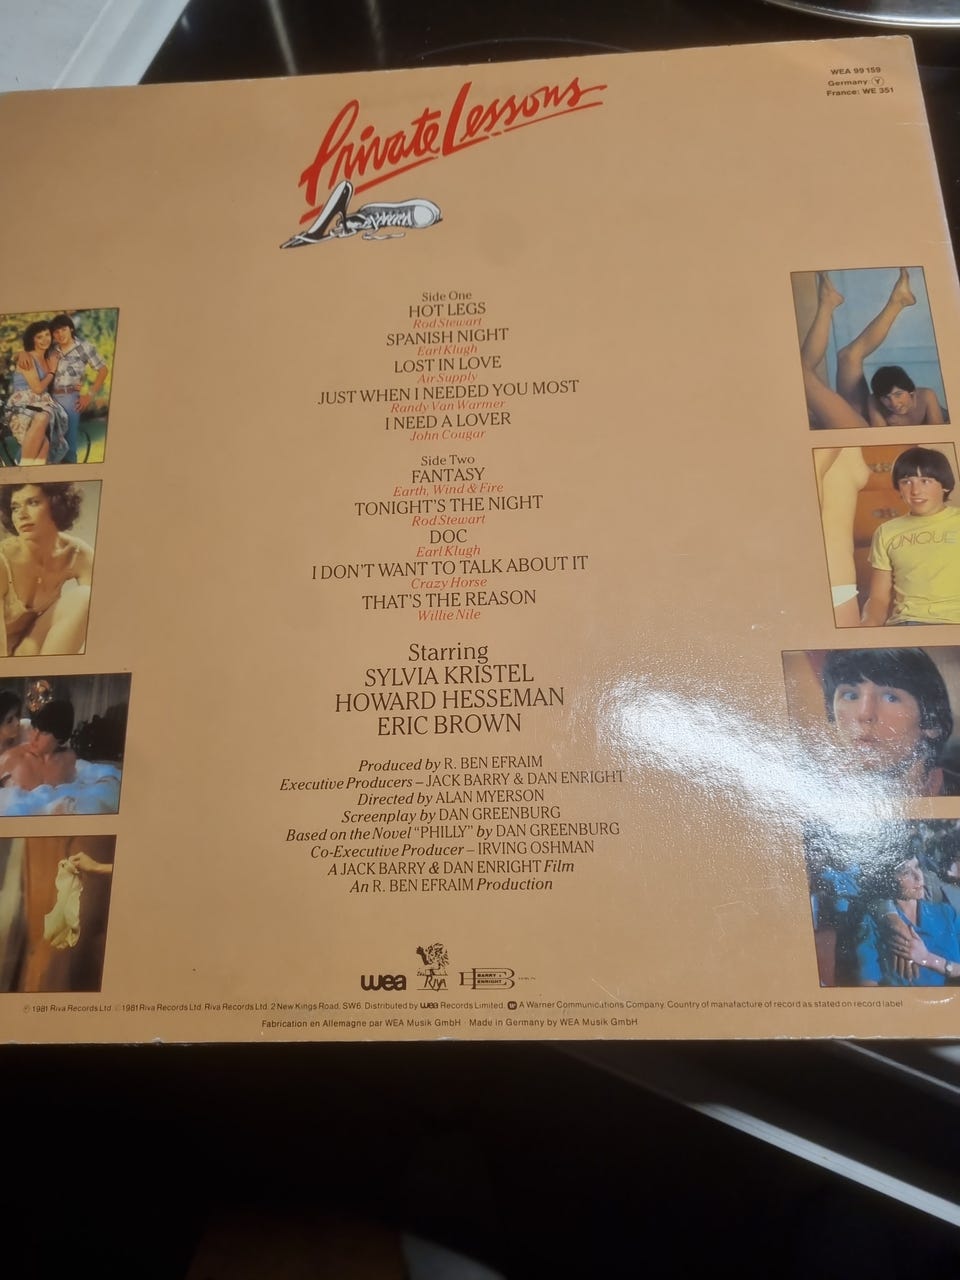 WEA 99 159
Germany: Y
France: WE 351
Private Lessons
Side One
HOT LEGS
Rod Stewart
SPANISH NIGHT
Earl Klugh
LOST IN LOVE
Air Supply
JUST WHEN I NEEDED YOU MOST
Randy Van Warmer
I NEED A LOVER
John Cougar
Side Two
FANTASY
Earth, Wind & Fire
TONIGHT'S THE NIGHT
Rod Stewart
DOC
Earl Klugh
I DON'T WANT TO TALK ABOUT IT
Crazy Horse
THAT'S THE REASON
Willie Nile
UNIQUE
Starring
SYLVIA KRISTEL
HOWARD HESSEMAN
ERIC BROWN
Produced by R. BEN EFRAIM
Executive Producers – JACK BARRY & DAN ENRIGHT
Directed by ALAN MYERSON
Screenplay by DAN GREENBURG
Based on the Novel "PHILLY" by DAN GREENBURG
Co-Executive Producer – IRVING OSHMAN
A JACK BARRY & DAN ENRIGHT Film
An R. BEN EFRAIM Production
wea
RIVA
BARRY & ENRIGHT
℗ 1981 Riva Records Ltd. © 1981 Riva Records Ltd. Riva Records Ltd. 2 New Kings Road, SW6. Distributed by wea Records Limited. A Warner Communications Company. Country of manufacture of record as stated on record label
Fabrication en Allemagne par WEA Musik GmbH · Made in Germany by WEA Musik GmbH